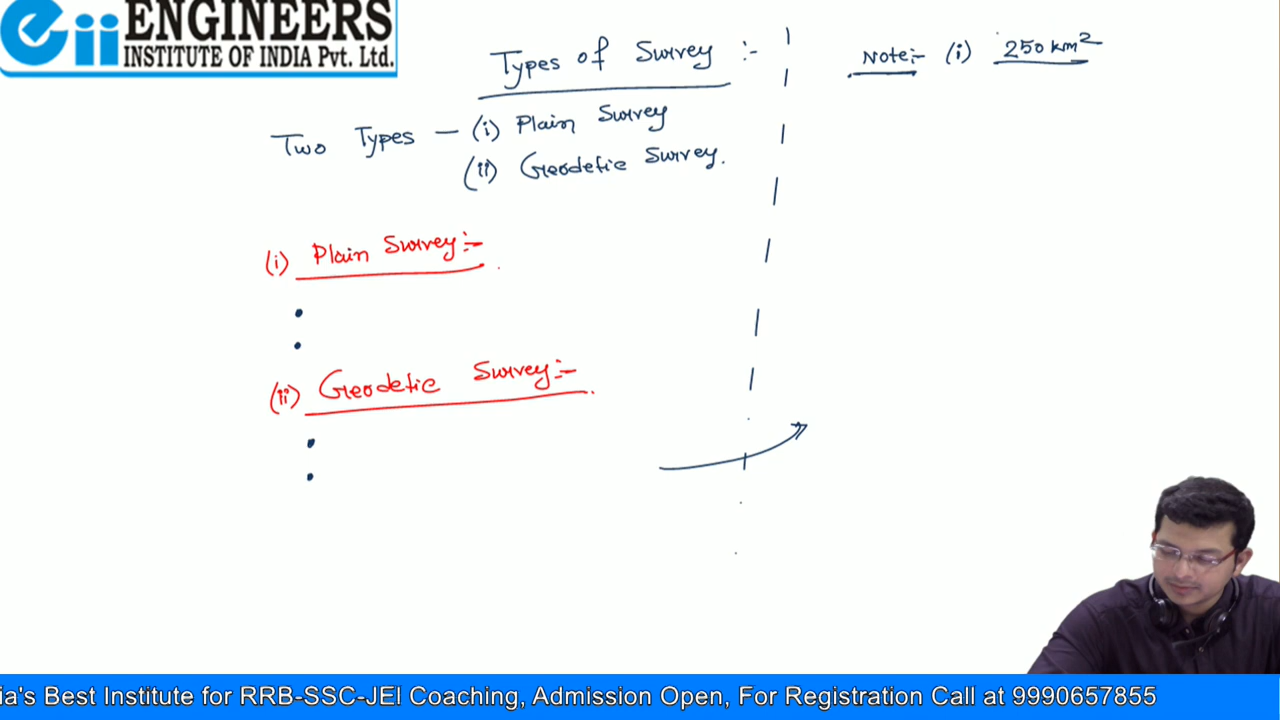 eii ENGINEERS
INSTITUTE OF INDIA Pvt. Ltd.
Types of Survey :-
Two Types — (i) Plain Survey
(ii) Geodetic Survey.
(i) Plain Survey:-
(ii) Geodetic Survey:-
Note:- (i) 250 km²
ia's Best Institute for RRB-SSC-JEI Coaching, Admission Open, For Registration Call at 9990657855